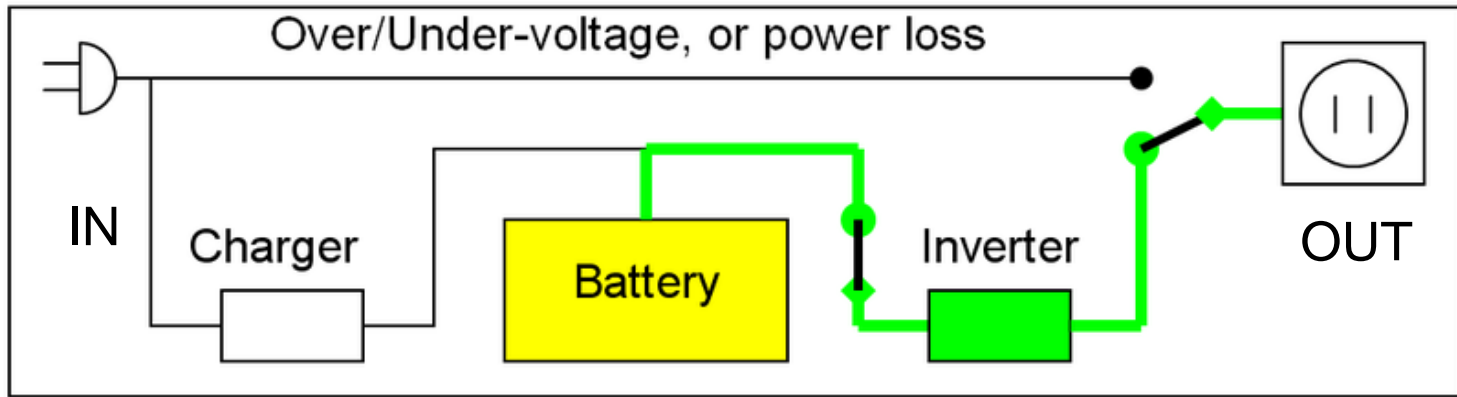 Over/Under-voltage, or power loss
IN
Charger
Battery
Inverter
OUT